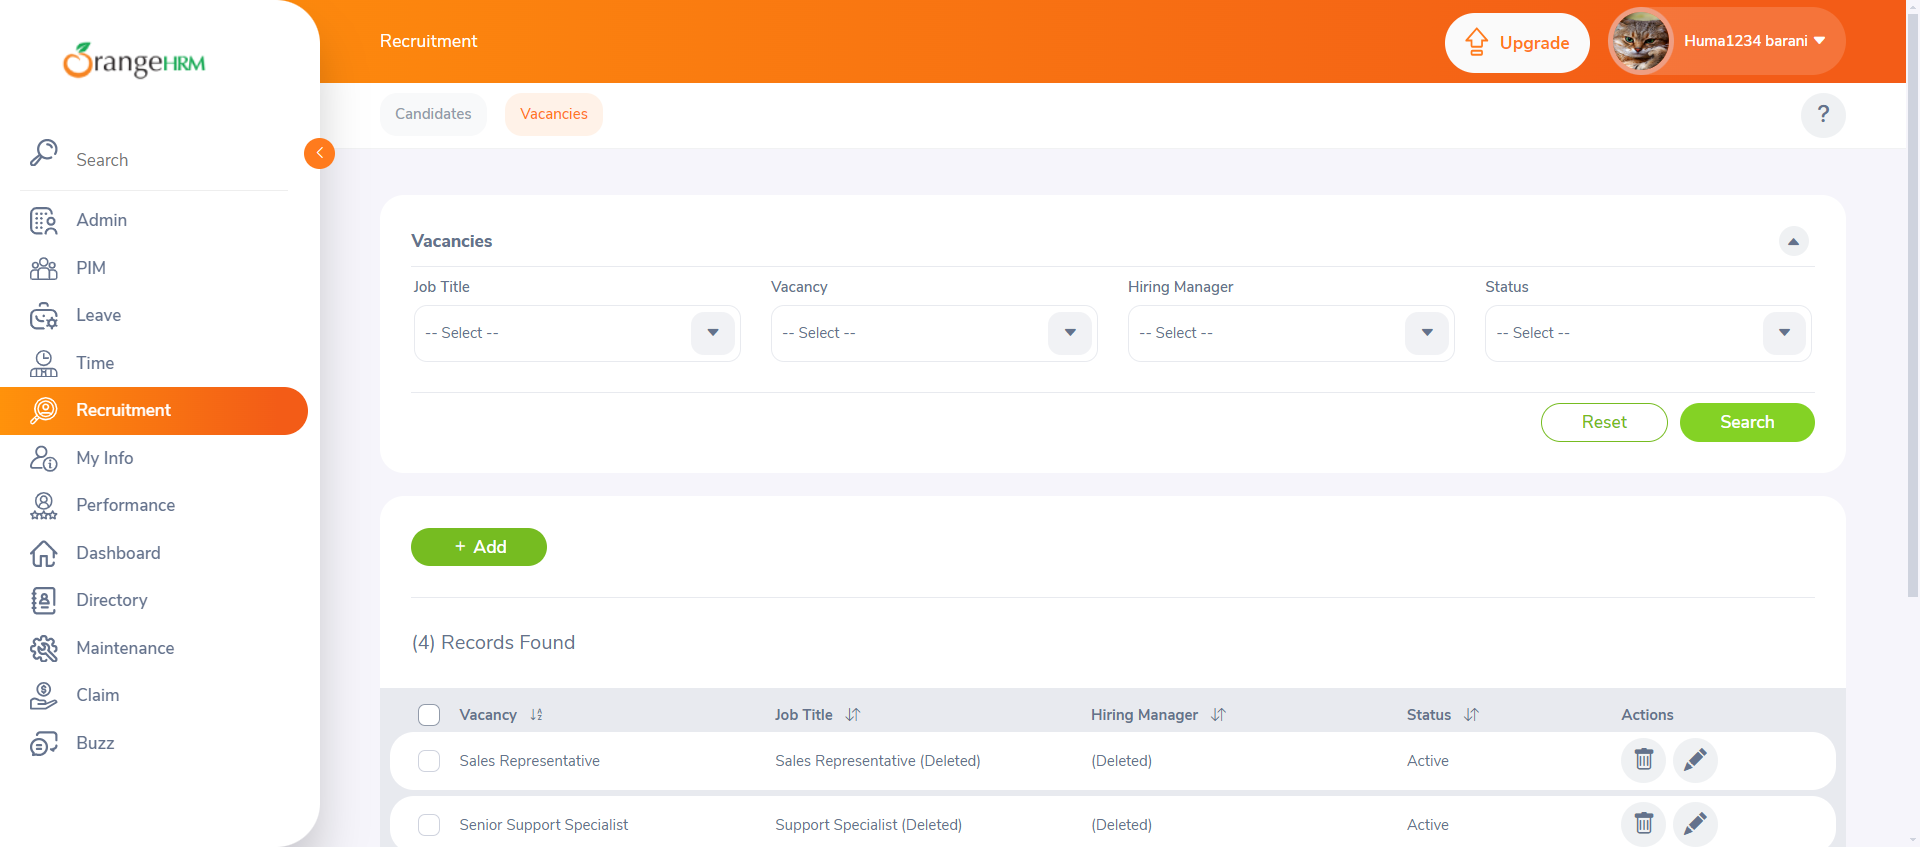 OrangeHRM
Recruitment
Upgrade
Huma1234 barani
Candidates
Vacancies
?
Search
Admin
PIM
Leave
Time
Recruitment
My Info
Performance
Dashboard
Directory
Maintenance
Claim
Buzz
Vacancies
Job Title
Vacancy
Hiring Manager
Status
-- Select --
-- Select --
-- Select --
-- Select --
Reset
Search
+ Add
(4) Records Found
Vacancy
Job Title
Hiring Manager
Status
Actions
Sales Representative
Sales Representative (Deleted)
(Deleted)
Active
Senior Support Specialist
Support Specialist (Deleted)
(Deleted)
Active